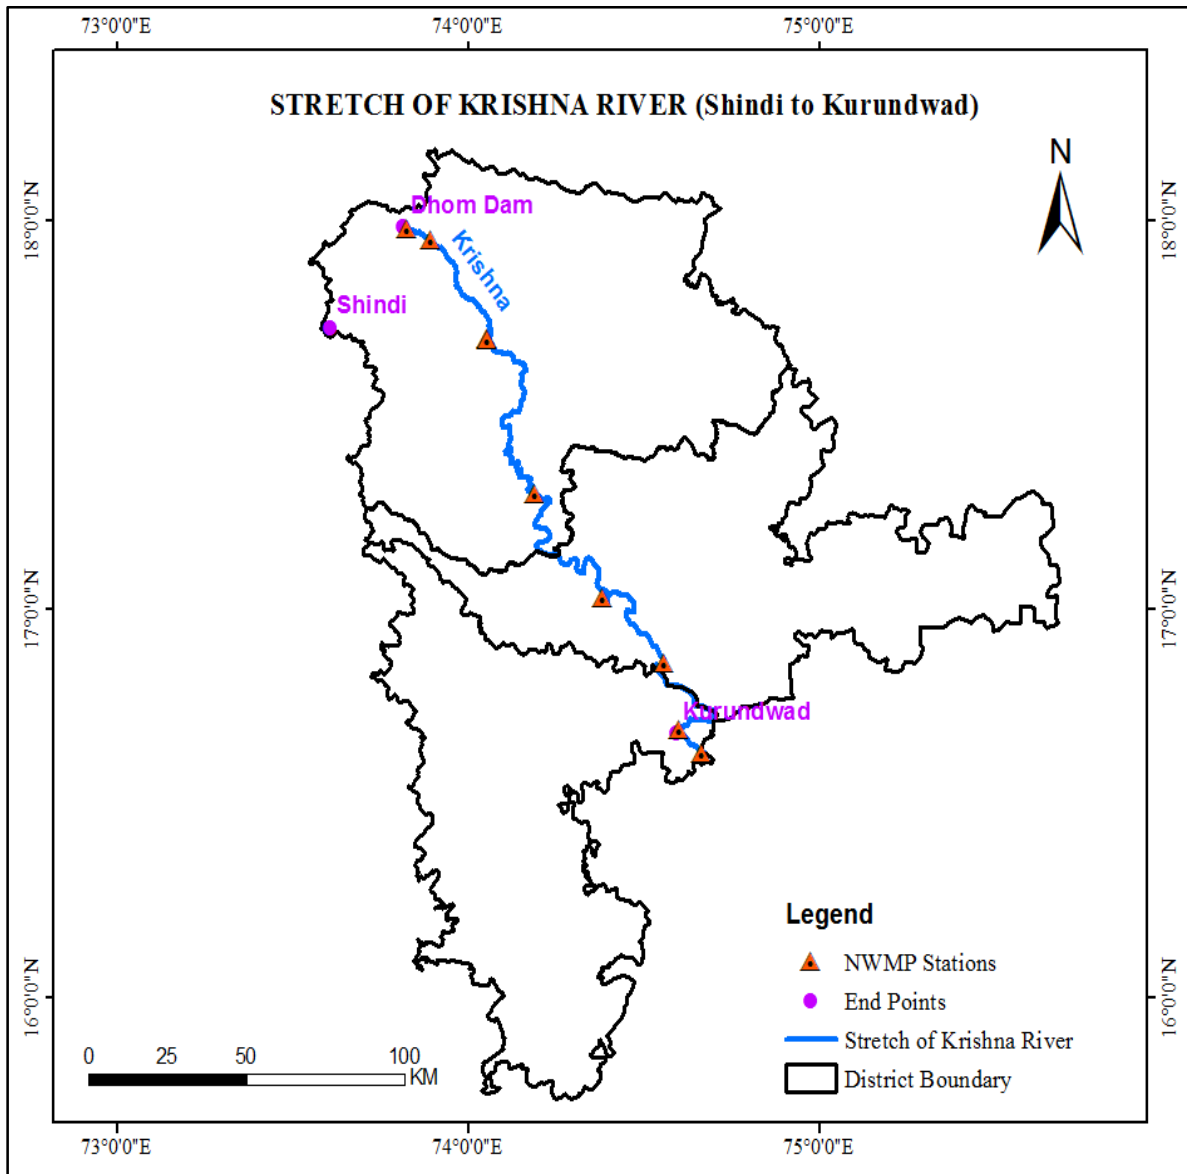 73°0'0"E 74°0'0"E 75°0'0"E
STRETCH OF KRISHNA RIVER (Shindi to Kurundwad)
N
18°0'0"N 18°0'0"N
Dhom Dam
Krishna
Shindi
17°0'0"N 17°0'0"N
Kurundwad
Legend
NWMP Stations
16°0'0"N 16°0'0"N
End Points
Stretch of Krishna River
0 25 50 100
KM
District Boundary
73°0'0"E 74°0'0"E 75°0'0"E